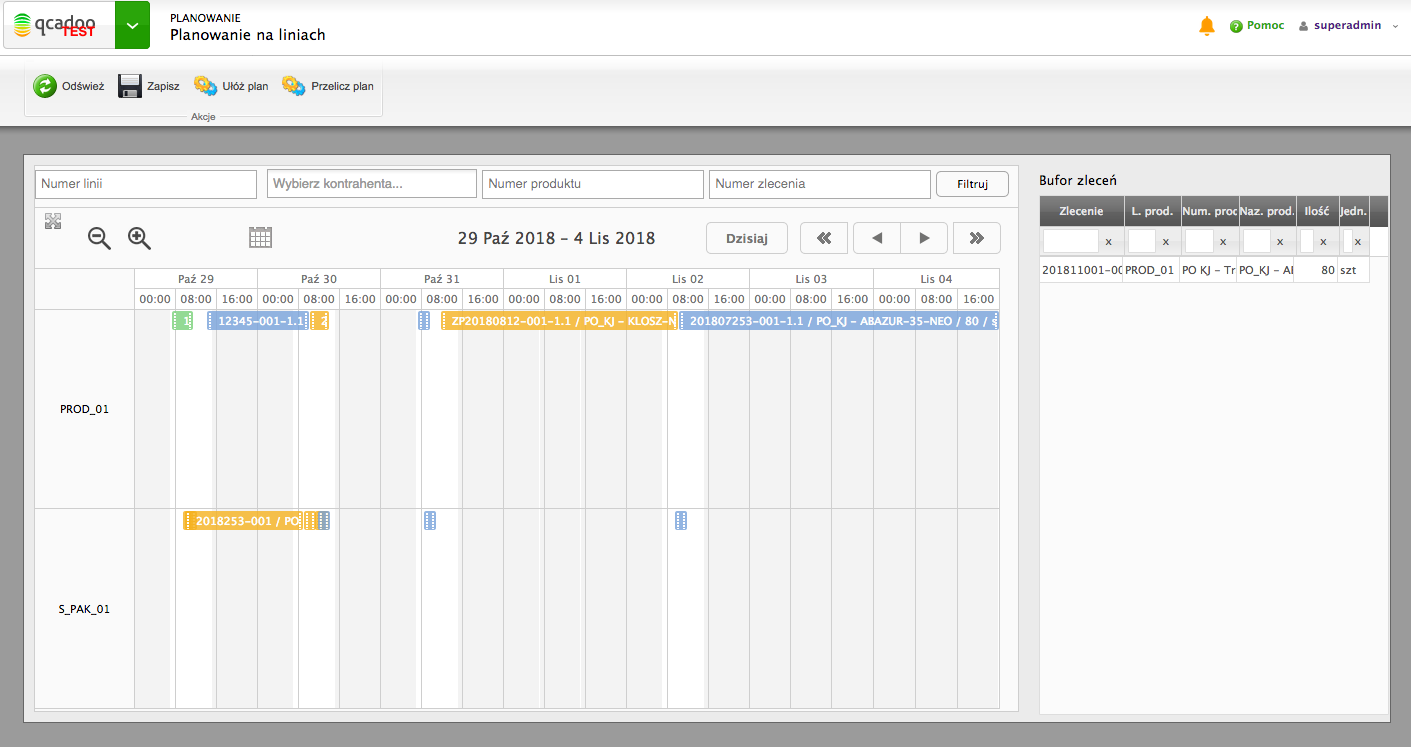 qcadoo
TEST
PLANOWANIE
Planowanie na liniach
Pomoc
superadmin
Odśwież
Zapisz
Ułóż plan
Przelicz plan
Akcje
Numer linii
Wybierz kontrahenta...
Numer produktu
Numer zlecenia
Filtruj
29 Paź 2018 – 4 Lis 2018
Dzisiaj
Paź 29 Paź 30 Paź 31 Lis 01 Lis 02 Lis 03 Lis 04
00:00 08:00 16:00 00:00 08:00 16:00 00:00 08:00 16:00 00:00 08:00 16:00 00:00 08:00 16:00 00:00 08:00 16:00 00:00 08:00 16:00
1
12345-001-1.1
2
ZP20180812-001-1.1 / PO_KJ - KLOSZ-N
201807253-001-1.1 / PO_KJ - ABAZUR-35-NEO / 80 / s
PROD_01
2018253-001 / PO
S_PAK_01
Bufor zleceń
Zlecenie L. prod. Num. prod Naz. prod. Ilość Jedn.
x x x x x x
201811001-00 PROD_01 PO KJ - Tr PO_KJ - AI 80 szt